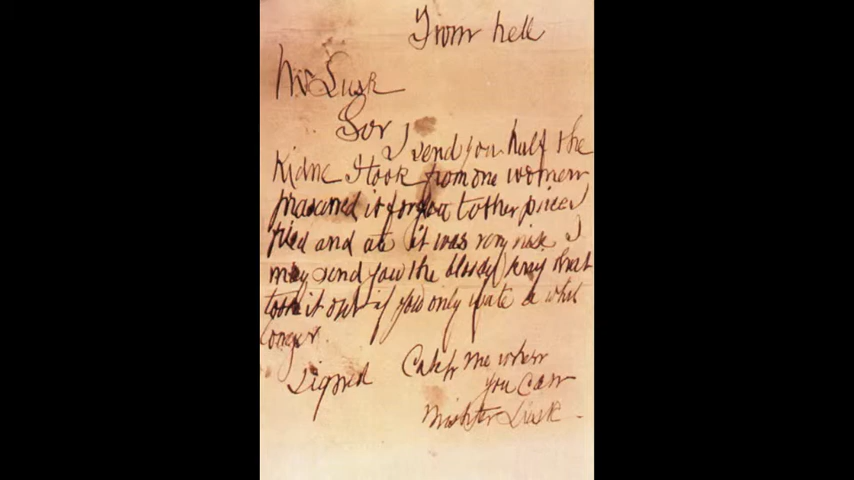 From hell
Mr Lusk
Sor
I send you half the
Kidne I took from one women
prasarved it for you tother piece I
fried and ate it was very nise I
may send you the bloody knif that
took it out if you only wate a whil
longer.
signed Catch me when
you Can
Mishter Lusk.